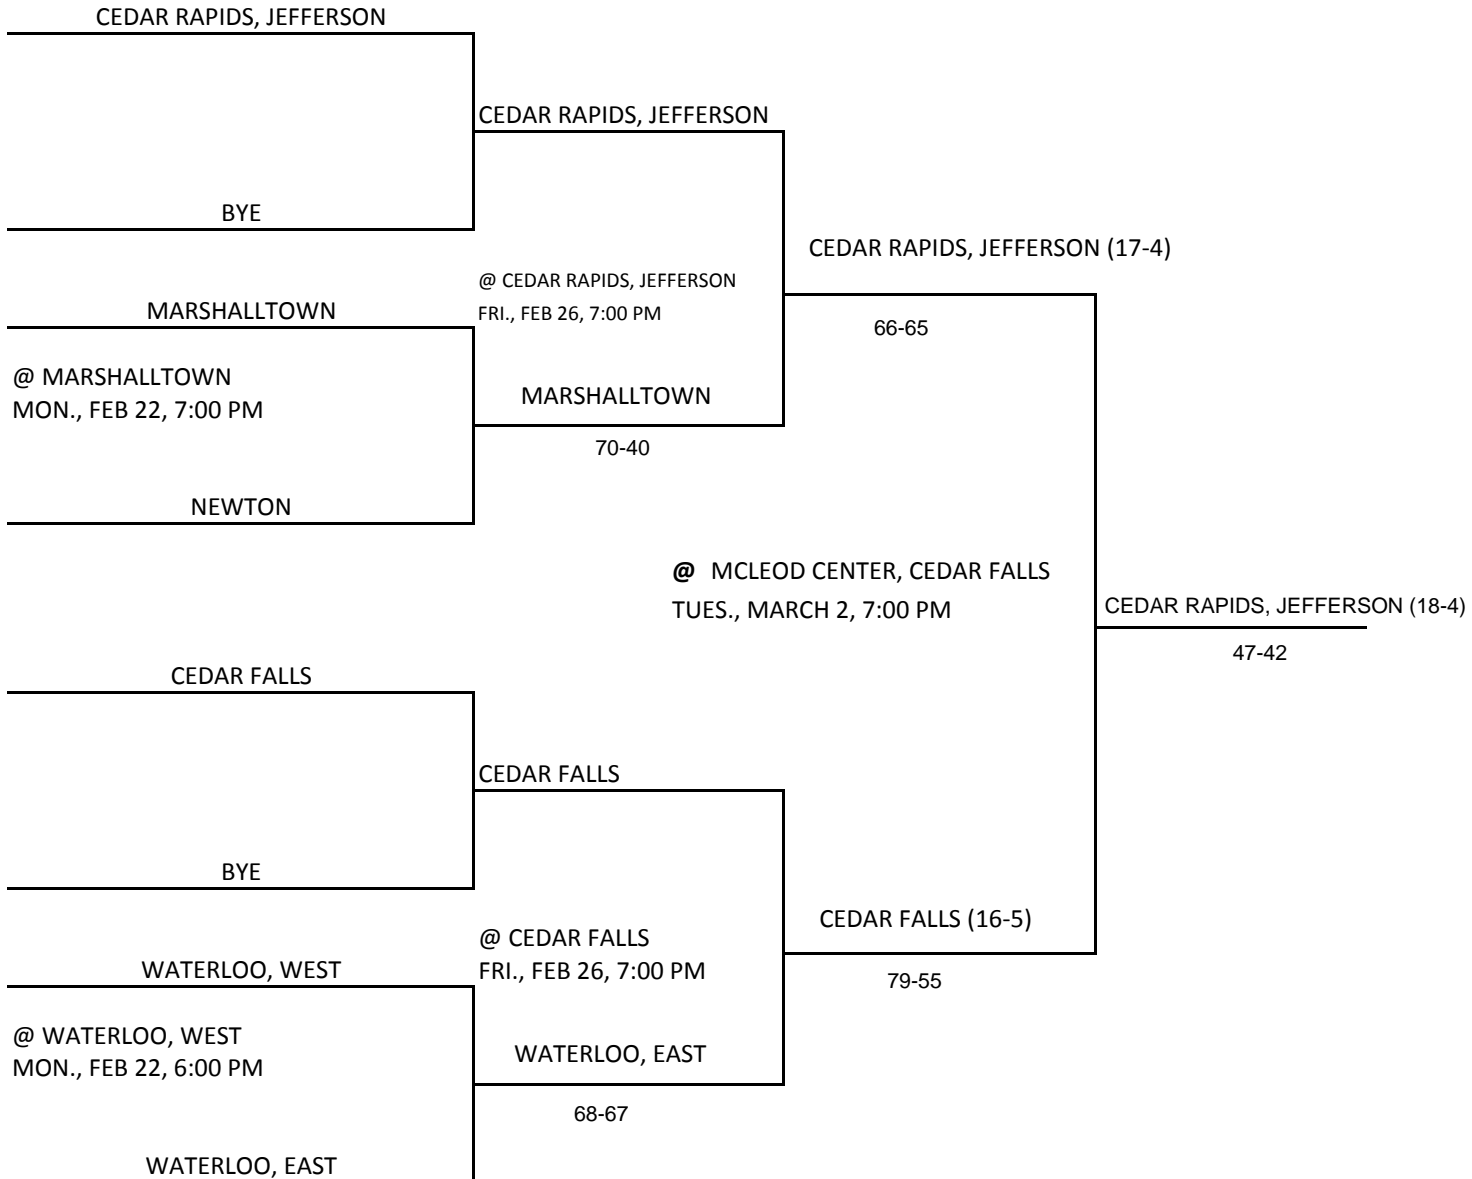 CEDAR RAPIDS, JEFFERSON
CEDAR RAPIDS, JEFFERSON
BYE
CEDAR RAPIDS, JEFFERSON (17-4)
@ CEDAR RAPIDS, JEFFERSON
MARSHALLTOWN
FRI., FEB 26, 7:00 PM
66-65
@ MARSHALLTOWN
MON., FEB 22, 7:00 PM
MARSHALLTOWN
70-40
NEWTON
@ MCLEOD CENTER, CEDAR FALLS
TUES., MARCH 2, 7:00 PM
CEDAR RAPIDS, JEFFERSON (18-4)
47-42
CEDAR FALLS
CEDAR FALLS
BYE
CEDAR FALLS (16-5)
@ CEDAR FALLS
WATERLOO, WEST
FRI., FEB 26, 7:00 PM
79-55
@ WATERLOO, WEST
MON., FEB 22, 6:00 PM
WATERLOO, EAST
68-67
WATERLOO, EAST